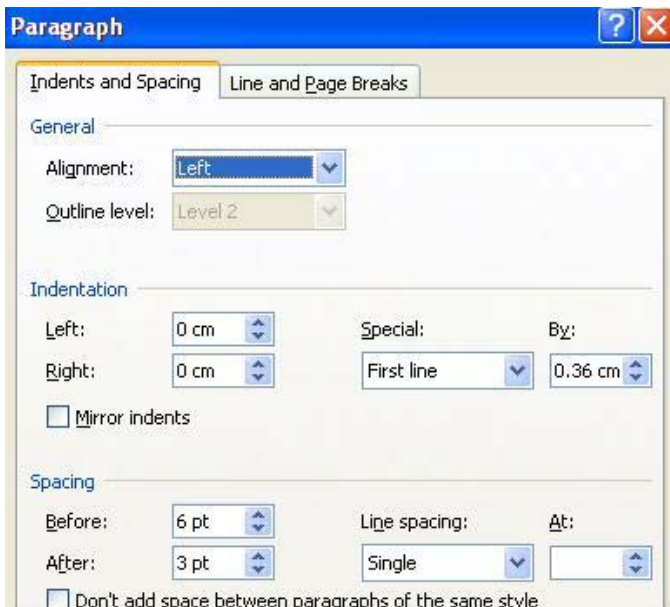 Paragraph
Indents and Spacing Line and Page Breaks
General
Alignment: Left
Outline level: Level 2
Indentation
Left: 0 cm Special: By:
Right: 0 cm First line 0.36 cm
Mirror indents
Spacing
Before: 6 pt Line spacing: At:
After: 3 pt Single
Don't add space between paragraphs of the same style